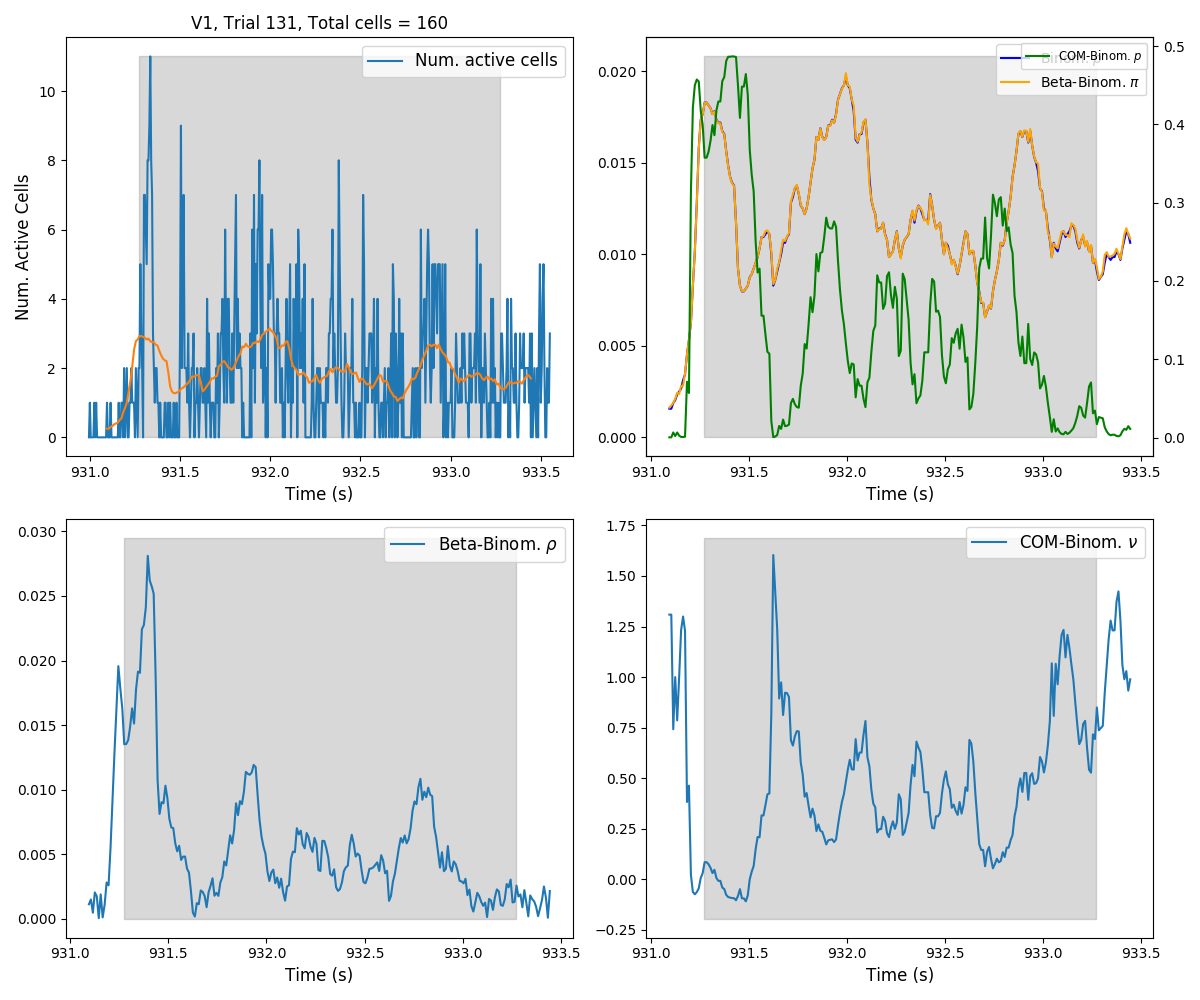 V1, Trial 131, Total cells = 160
Num. active cells
Num. Active Cells
10
8
6
4
2
0
931.0 931.5 932.0 932.5 933.0 933.5
Time (s)
COM-Binom. p
Beta-Binom. π
0.020
0.015
0.010
0.005
0.000
0.5
0.4
0.3
0.2
0.1
0.0
931.0 931.5 932.0 932.5 933.0 933.5
Time (s)
Beta-Binom. ρ
0.030
0.025
0.020
0.015
0.010
0.005
0.000
931.0 931.5 932.0 932.5 933.0 933.5
Time (s)
COM-Binom. ν
1.75
1.50
1.25
1.00
0.75
0.50
0.25
0.00
−0.25
931.0 931.5 932.0 932.5 933.0 933.5
Time (s)